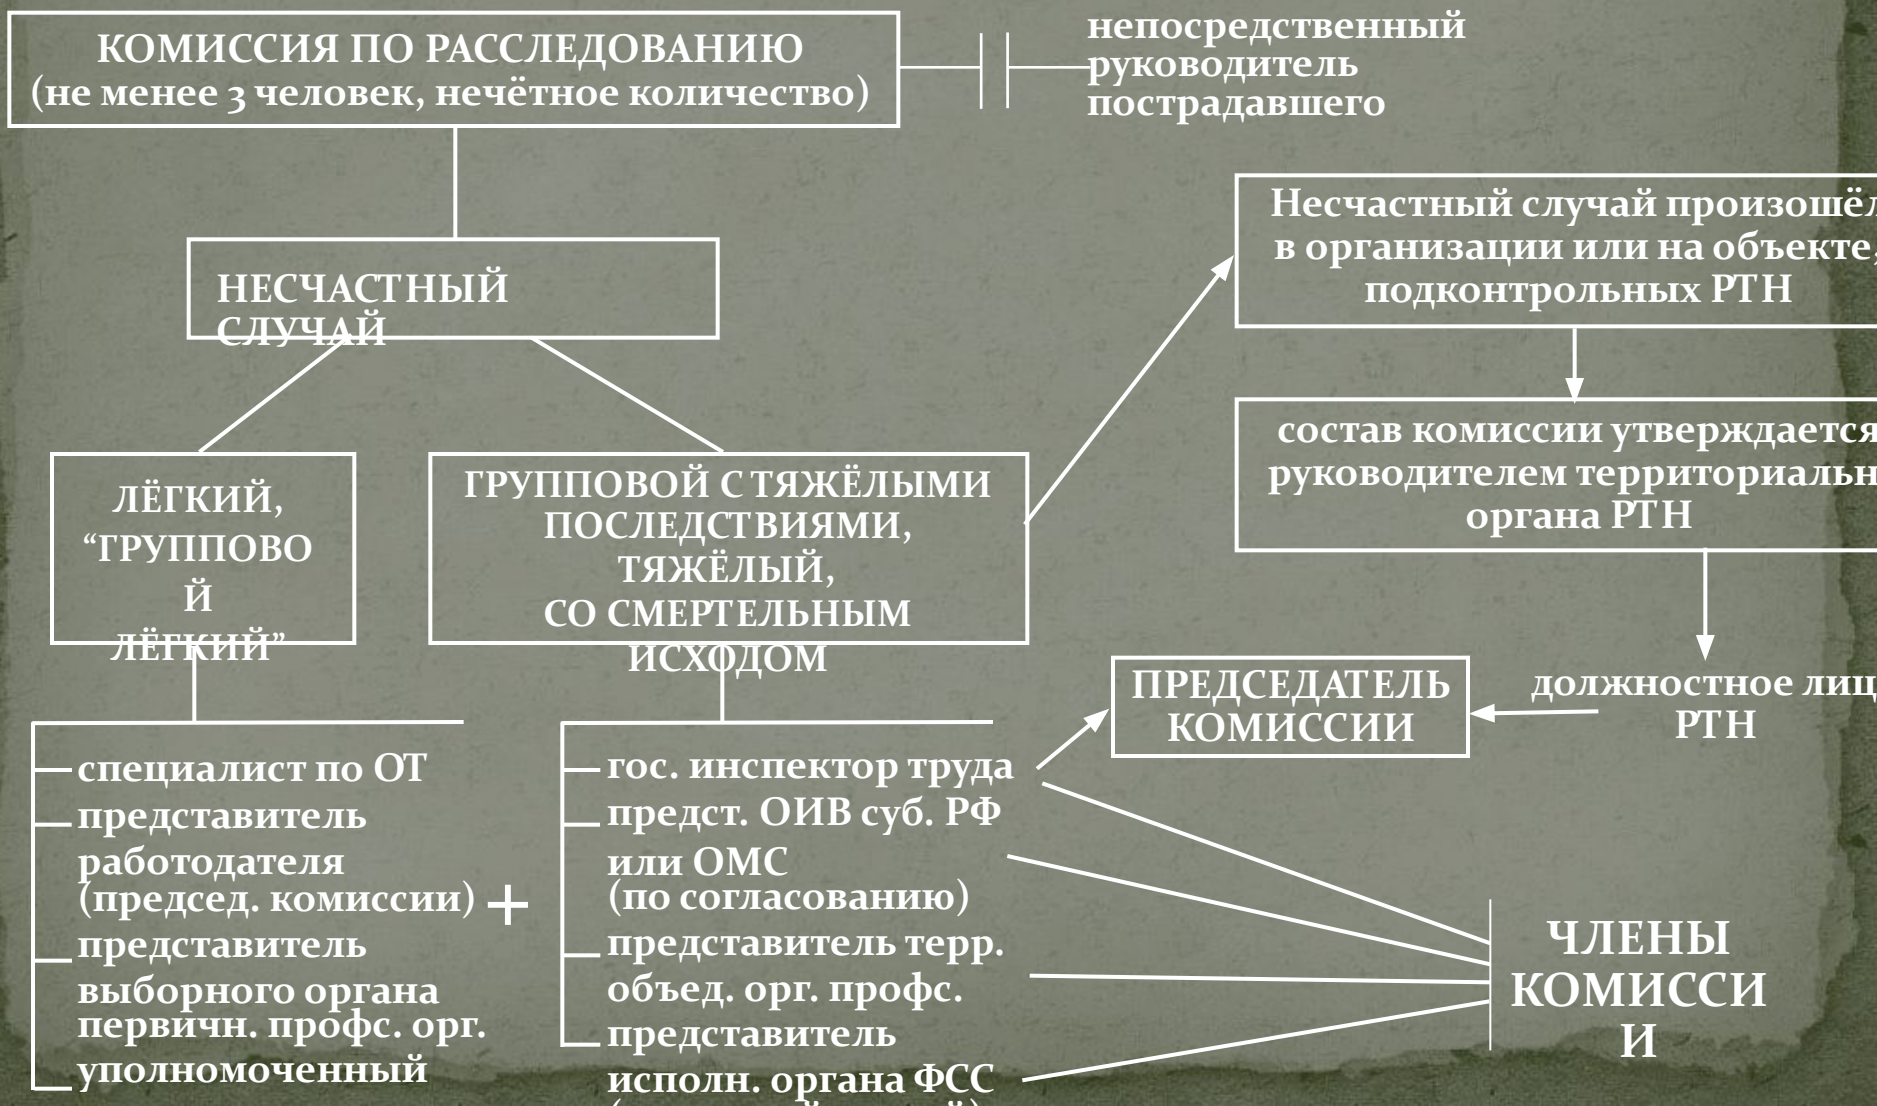 КОМИССИЯ ПО РАССЛЕДОВАНИЮ
(не менее 3 человек, нечётное количество)
непосредственный
руководитель
пострадавшего
НЕСЧАСТНЫЙ
СЛУЧАЙ
Несчастный случай произошёл
в организации или на объекте,
подконтрольных РТН
состав комиссии утверждается
руководителем
органа РТН
ЛЁГКИЙ,
“ГРУППОВО
Й
ЛЁГКИЙ”
ГРУППОВОЙ С ТЯЖЁЛЫМИ
ПОСЛЕДСТВИЯМИ,
ТЯЖЁЛЫЙ,
СО СМЕРТЕЛЬНЫМ
ИСХОДОМ
ПРЕДСЕДАТЕЛЬ
КОМИССИИ
должностное
РТН
специалист по ОТ
представитель
работодателя
(председ. комиссии)
представитель
выборного органа
первичн. профс. орг.
уполномоченный
+
гос. инспектор труда
предст. ОИВ суб. РФ
или ОМС
(по согласованию)
представитель терр.
объед. орг. профс.
представитель
исполн. органа ФСС
ЧЛЕНЫ
КОМИССИ
И